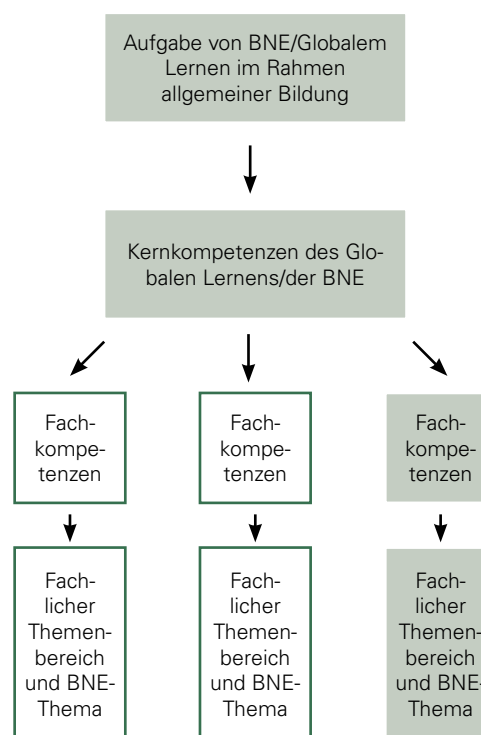 Aufgabe von BNE/Globalem
Lernen im Rahmen
allgemeiner Bildung
Kernkompetenzen des Glo-
balen Lernens/der BNE
Fach-
kompe-
tenzen
Fach-
kompe-
tenzen
Fach-
kompe-
tenzen
Fach-
licher
Themen-
bereich
und BNE-
Thema
Fach-
licher
Themen-
bereich
und BNE-
Thema
Fach-
licher
Themen-
bereich
und BNE-
Thema